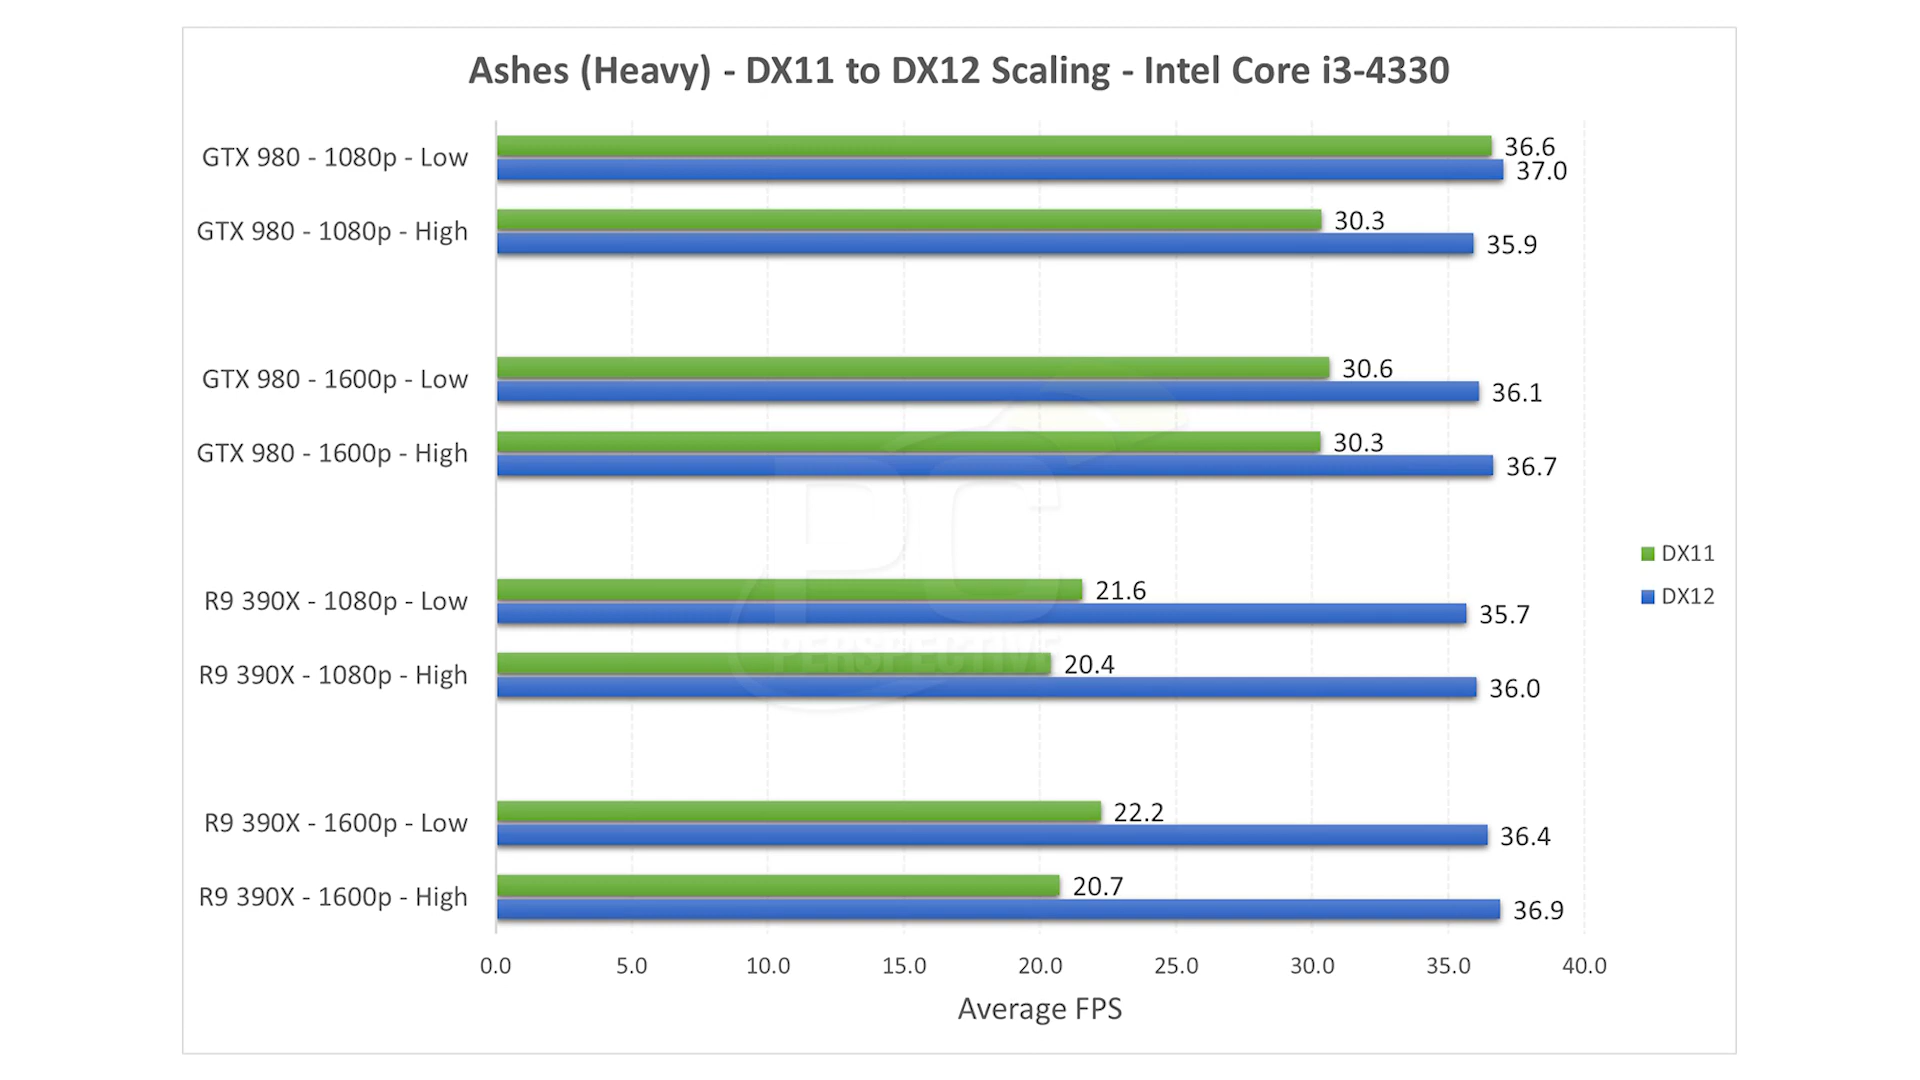 Ashes (Heavy) - DX11 to DX12 Scaling - Intel Core i3-4330
GTX 980 - 1080p - Low
36.6
37.0
GTX 980 - 1080p - High
30.3
35.9
GTX 980 - 1600p - Low
30.6
36.1
GTX 980 - 1600p - High
30.3
36.7
R9 390X - 1080p - Low
21.6
35.7
R9 390X - 1080p - High
20.4
36.0
R9 390X - 1600p - Low
22.2
36.4
R9 390X - 1600p - High
20.7
36.9
DX11
DX12
0.0 5.0 10.0 15.0 20.0 25.0 30.0 35.0 40.0
Average FPS
PC
PERSPECTIVE